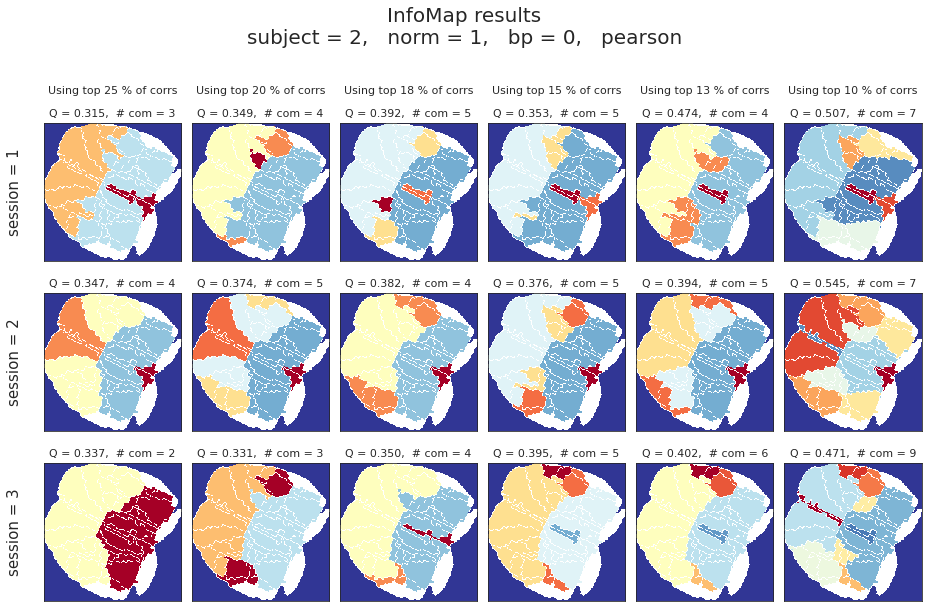 InfoMap results
subject = 2,   norm = 1,   bp = 0,   pearson
Using top 25 % of corrs
Using top 20 % of corrs
Using top 18 % of corrs
Using top 15 % of corrs
Using top 13 % of corrs
Using top 10 % of corrs
session = 1
Q = 0.315,  # com = 3
Q = 0.349,  # com = 4
Q = 0.392,  # com = 5
Q = 0.353,  # com = 5
Q = 0.474,  # com = 4
Q = 0.507,  # com = 7
session = 2
Q = 0.347,  # com = 4
Q = 0.374,  # com = 5
Q = 0.382,  # com = 4
Q = 0.376,  # com = 5
Q = 0.394,  # com = 5
Q = 0.545,  # com = 7
session = 3
Q = 0.337,  # com = 2
Q = 0.331,  # com = 3
Q = 0.350,  # com = 4
Q = 0.395,  # com = 5
Q = 0.402,  # com = 6
Q = 0.471,  # com = 9